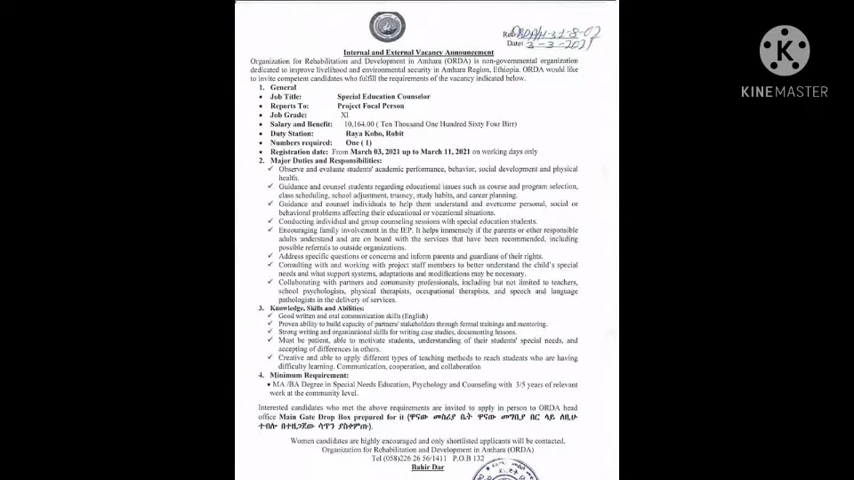 Ref:
Date: 3-3-2021
Internal and External Vacancy Announcement
Organization for Rehabilitation and Development in Amhara (ORDA) is non-governmental organization
dedicated to improve livelihood and environmental security in Amhara Region, Ethiopia. ORDA would like
to invite competent candidates who fulfill the requirements of the vacancy indicated below.
1. General
• Job Title: Special Education Counselor
• Reports To: Project Focal Person
• Job Grade: XI
• Salary and Benefit: 10,164.00 ( Ten Thousand One Hundred Sixty Four Birr)
• Duty Station: Raya Kobo, Robit
• Numbers required: One ( 1)
• Registration date: From March 03, 2021 up to March 11, 2021 on working days only
2. Major Duties and Responsibilities:
✓ Observe and evaluate students' academic performance, behavior, social development and physical
health.
✓ Guidance and counsel students regarding educational issues such as course and program selection,
class scheduling, school adjustment, truancy, study habits, and career planning.
✓ Guidance and counsel individuals to help them understand and overcome personal, social or
behavioral problems affecting their educational or vocational situations.
✓ Conducting individual and group counseling sessions with special education students.
✓ Encouraging family involvement in the IEP. It helps immensely if the parents or other responsible
adults understand and are on board with the services that have been recommended, including
possible referrals to outside organizations.
✓ Address specific questions or concerns and inform parents and guardians of their rights.
✓ Consulting with and working with project staff members to better understand the child's special
needs and what support systems, adaptations and modifications may be necessary.
✓ Collaborating with partners and community professionals, including but not limited to teachers,
school psychologists, physical therapists, occupational therapists, and speech and language
pathologists in the delivery of services.
3. Knowledge, Skills and Abilities:
✓ Good written and oral communication skills (English)
✓ Proven ability to build capacity of partners/stakeholders through formal trainings and mentoring.
✓ Strong writing and organizational skills for writing case studies, documenting lessons.
✓ Must be patient, able to motivate students, understanding of their students' special needs, and
accepting of differences in others.
✓ Creative and able to apply different types of teaching methods to reach students who are having
difficulty learning. Communication, cooperation, and collaboration
4. Minimum Requirement:
• MA /BA Degree in Special Needs Education, Psychology and Counseling with 3/5 years of relevant
work at the community level.
Interested candidates who met the above requirements are invited to apply in person to ORDA head
office Main Gate Drop Box prepared for it (ዋናው መስሪያ ቤት ዋናው መግቢያ በር ላይ ለዚሁ
ተብሎ በተዘጋጀው ሳጥን ያስቀምጡ).
Women candidates are highly encouraged and only shortlisted applicants will be contacted.
Organization for Rehabilitation and Development in Amhara (ORDA)
Tel (058)226 26 56/1411 P.O.B 132
Bahir Dar
KINEMASTER